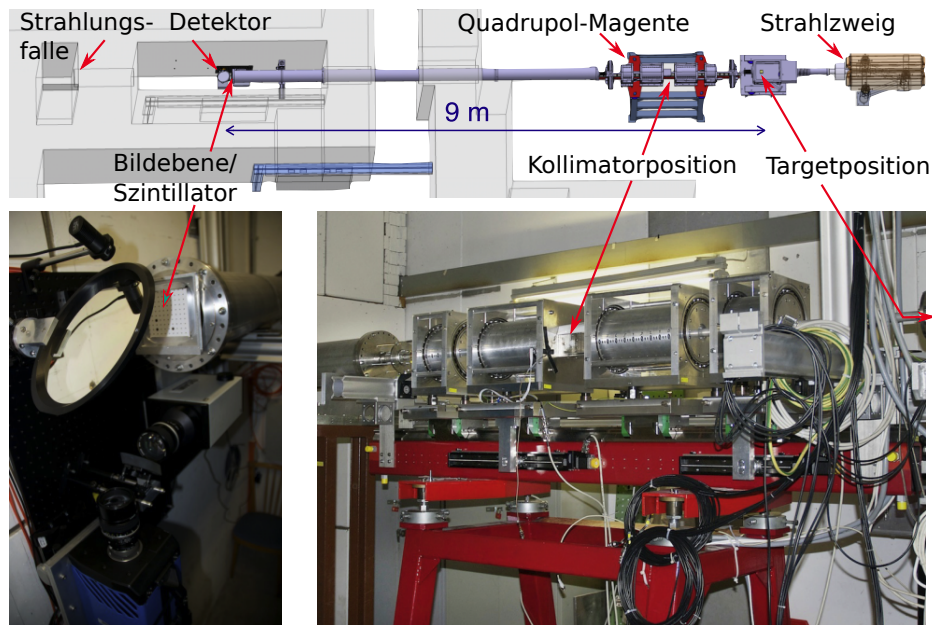 Strahlungs-
falle
Detektor
Quadrupol-Magente
Strahlzweig
9 m
Bildebene/
Szintillator
Kollimatorposition
Targetposition